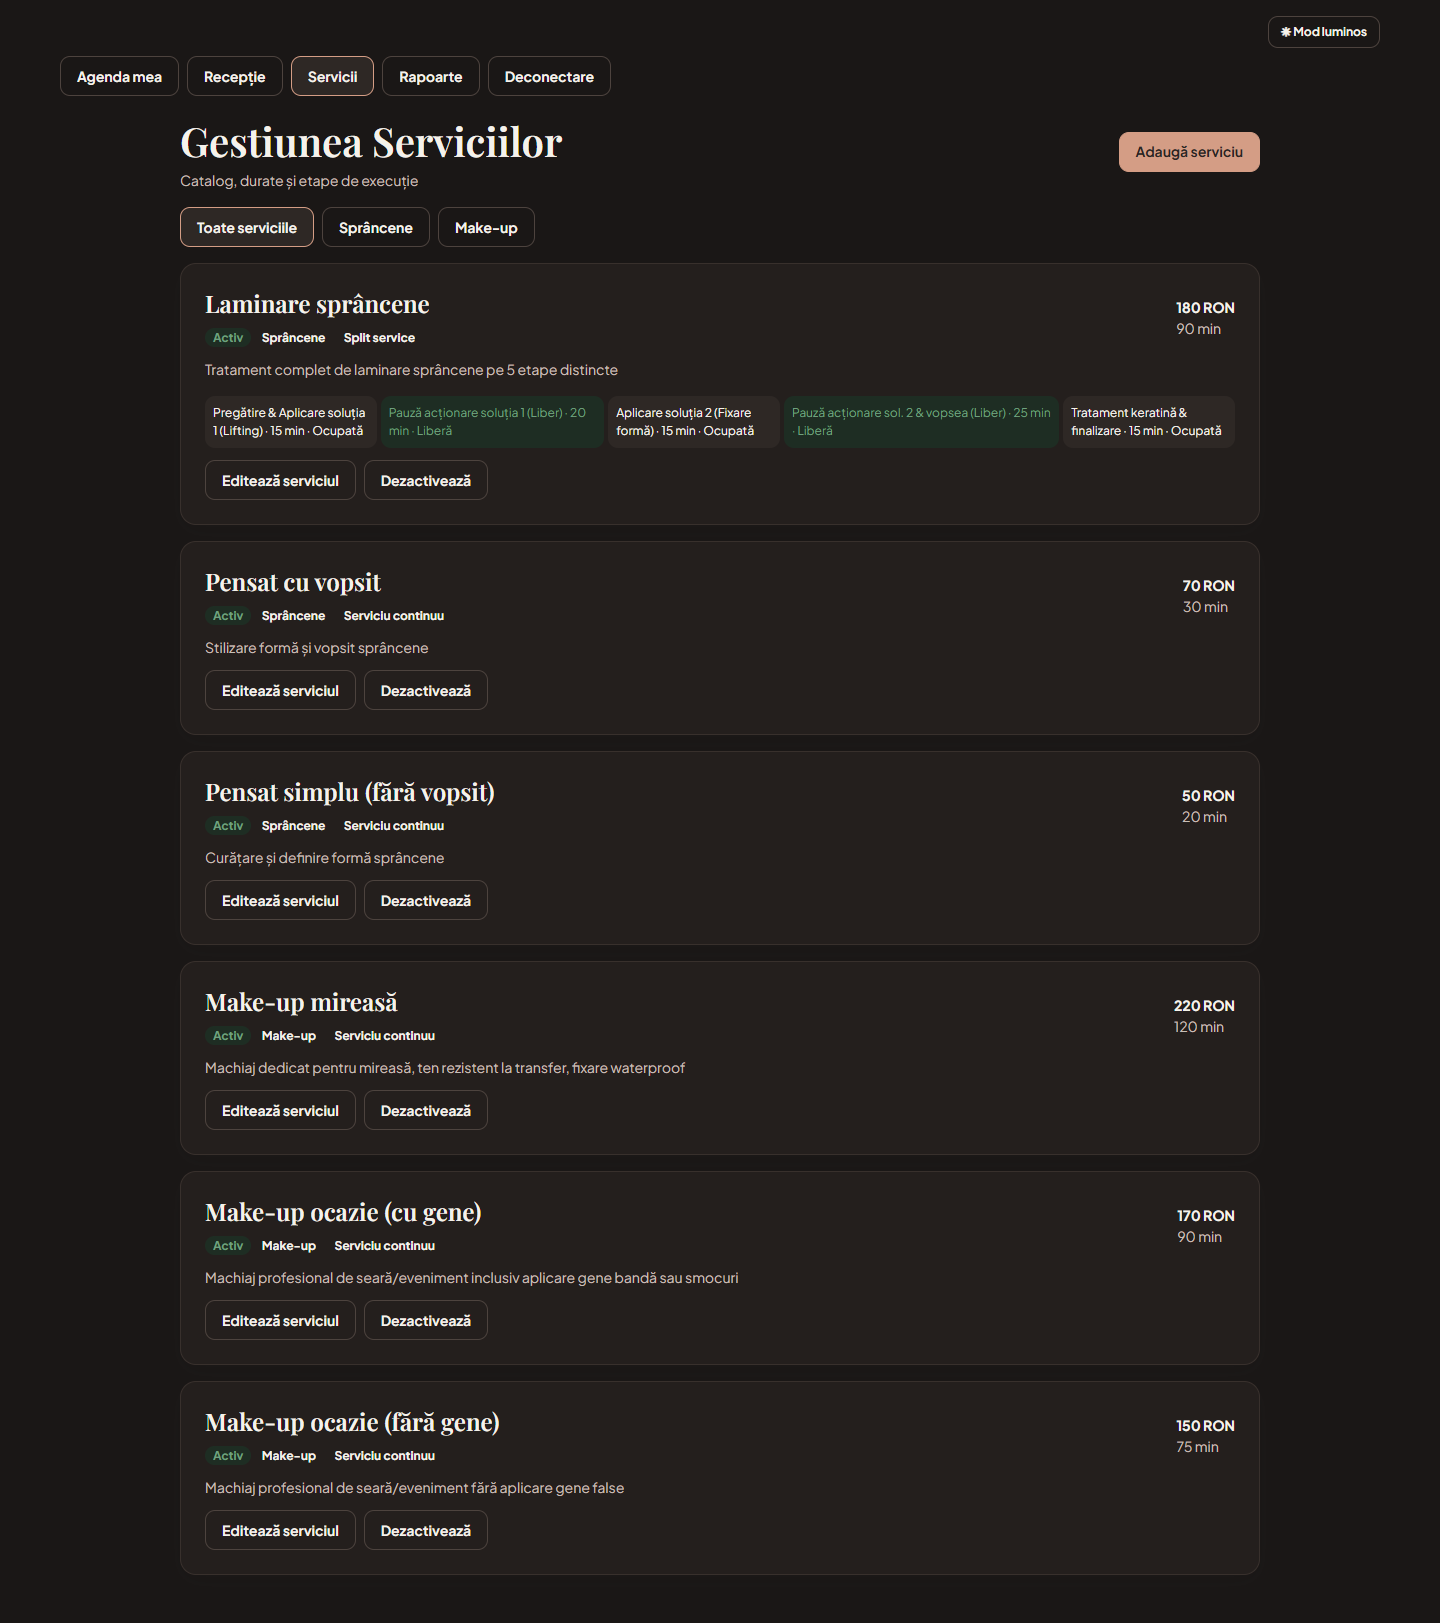 ❋ Mod luminos
Agenda mea
Recepție
Servicii
Rapoarte
Deconectare
Gestiunea Serviciilor
Catalog, durate și etape de execuție
Adaugă serviciu
Toate serviciile
Sprâncene
Make-up
Laminare sprâncene
180 RON
90 min
Activ Sprâncene Split service
Tratament complet de laminare sprâncene pe 5 etape distincte
Pregătire & Aplicare soluția
1 (Lifting) · 15 min · Ocupată
Pauză acționare soluția 1 (Liber) · 20
min · Liberă
Aplicare soluția 2 (Fixare
formă) · 15 min · Ocupată
Pauză acționare sol. 2 & vopsea (Liber) · 25 min
· Liberă
Tratament keratină &
finalizare · 15 min · Ocupată
Editează serviciul
Dezactivează
Pensat cu vopsit
70 RON
30 min
Activ Sprâncene Serviciu continuu
Stilizare formă și vopsit sprâncene
Editează serviciul
Dezactivează
Pensat simplu (fără vopsit)
50 RON
20 min
Activ Sprâncene Serviciu continuu
Curățare și definire formă sprâncene
Editează serviciul
Dezactivează
Make-up mireasă
220 RON
120 min
Activ Make-up Serviciu continuu
Machiaj dedicat pentru mireasă, ten rezistent la transfer, fixare waterproof
Editează serviciul
Dezactivează
Make-up ocazie (cu gene)
170 RON
90 min
Activ Make-up Serviciu continuu
Machiaj profesional de seară/eveniment inclusiv aplicare gene bandă sau smocuri
Editează serviciul
Dezactivează
Make-up ocazie (fără gene)
150 RON
75 min
Activ Make-up Serviciu continuu
Machiaj profesional de seară/eveniment fără aplicare gene false
Editează serviciul
Dezactivează